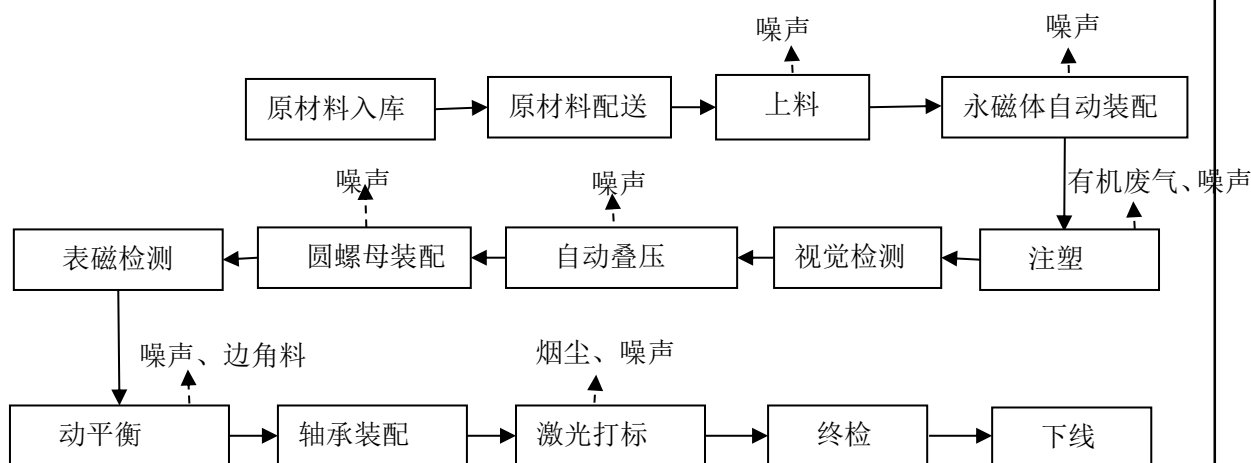 噪声
噪声
原材料入库
原材料配送
上料
永磁体自动装配
噪声
噪声
有机废气、噪声
表磁检测
圆螺母装配
自动叠压
视觉检测
注塑
噪声、边角料
烟尘、噪声
动平衡
轴承装配
激光打标
终检
下线